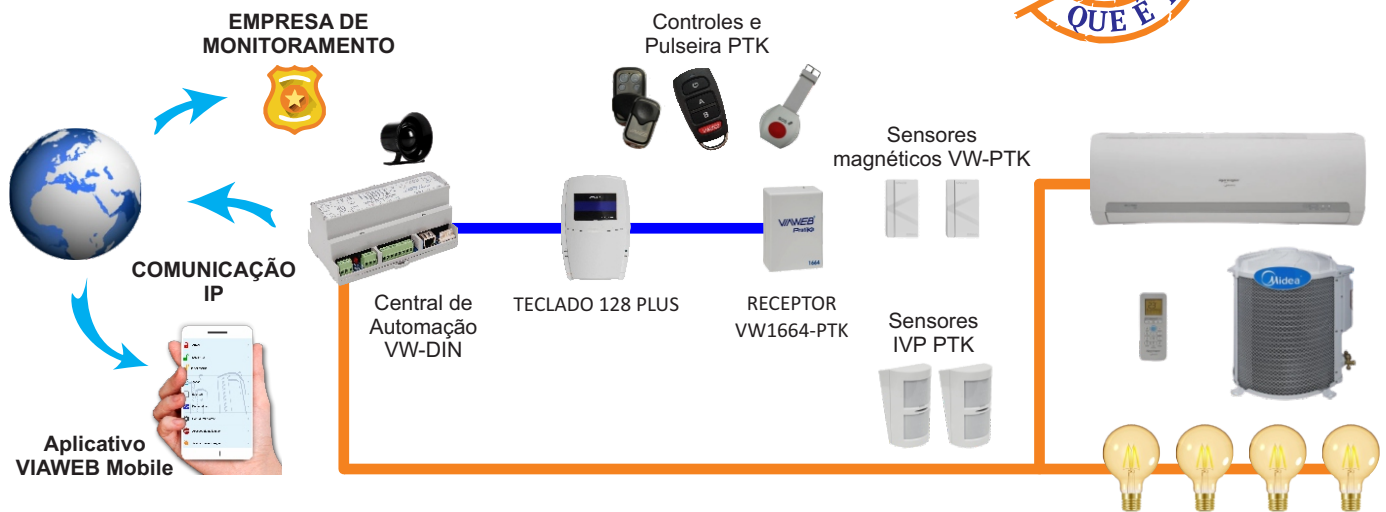 EMPRESA DE
MONITORAMENTO
Controles e
Pulseira PTK
QUE É
Sensores
magnéticos VW-PTK
VIAWEB
1664
COMUNICAÇÃO
IP
Central de
Automação
VW-DIN
TECLADO 128 PLUS
RECEPTOR
VW1664-PTK
Sensores
IVP PTK
Midea
Aplicativo
VIAWEB Mobile